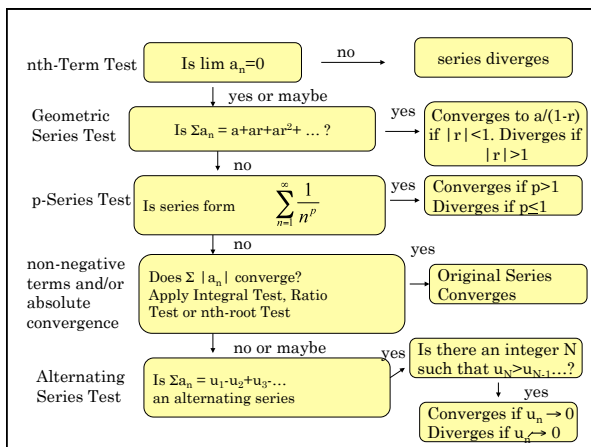 nth-Term Test
Is lim aₙ=0
no
series diverges
yes or maybe
Geometric
Series Test
Is Σaₙ = a+ar+ar²+ … ?
yes
Converges to a/(1-r)
if |r|<1. Diverges if
|r|>1
no
p-Series Test
Is series form
∞
∑ 1/nᵖ
n=1
yes
Converges if p>1
Diverges if p≤1
no
non-negative
terms and/or
absolute
convergence
Does Σ |aₙ| converge?
Apply Integral Test, Ratio
Test or nth-root Test
yes
Original Series
Converges
no or maybe
Alternating
Series Test
Is Σaₙ = u₁-u₂+u₃-…
an alternating series
yes
Is there an integer N
such that u_N>u_{N-1}…?
yes
Converges if uₙ → 0
Diverges if uₙ ↛ 0